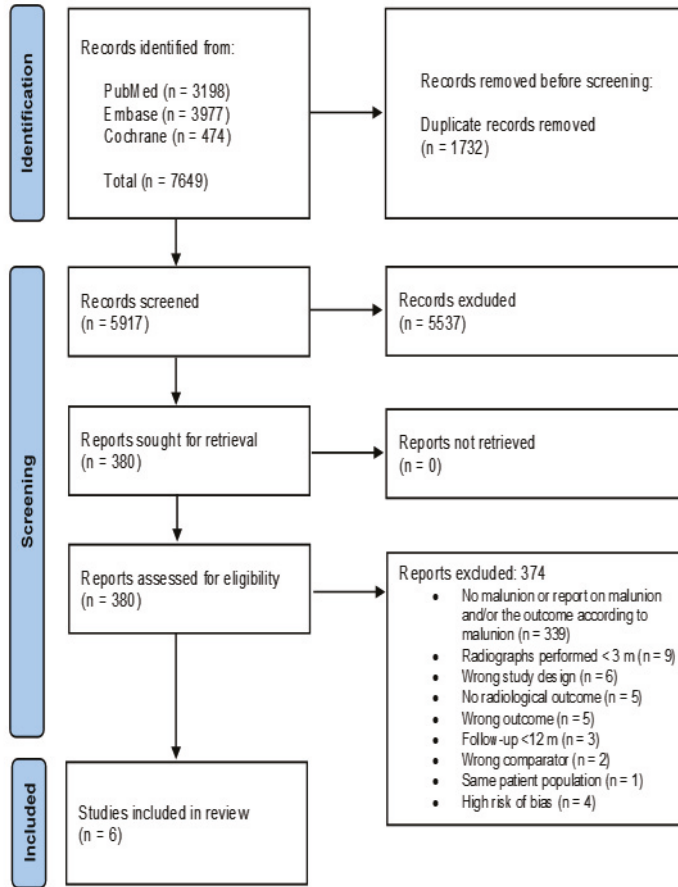 Identification
Records identified from:
PubMed (n = 3198)
Embase (n = 3977)
Cochrane (n = 474)
Total (n = 7649)
Records removed before screening:
Duplicate records removed
(n = 1732)
Screening
Records screened
(n = 5917)
Records excluded
(n = 5537)
Reports sought for retrieval
(n = 380)
Reports not retrieved
(n = 0)
Reports assessed for eligibility
(n = 380)
Reports excluded: 374
• No malunion or report on malunion
and/or the outcome according to
malunion (n = 339)
• Radiographs performed < 3 m (n = 9)
• Wrong study design (n = 6)
• No radiological outcome (n = 5)
• Wrong outcome (n = 5)
• Follow-up <12 m (n = 3)
• Wrong comparator (n = 2)
• Same patient population (n = 1)
• High risk of bias (n = 4)
Included
Studies included in review
(n = 6)